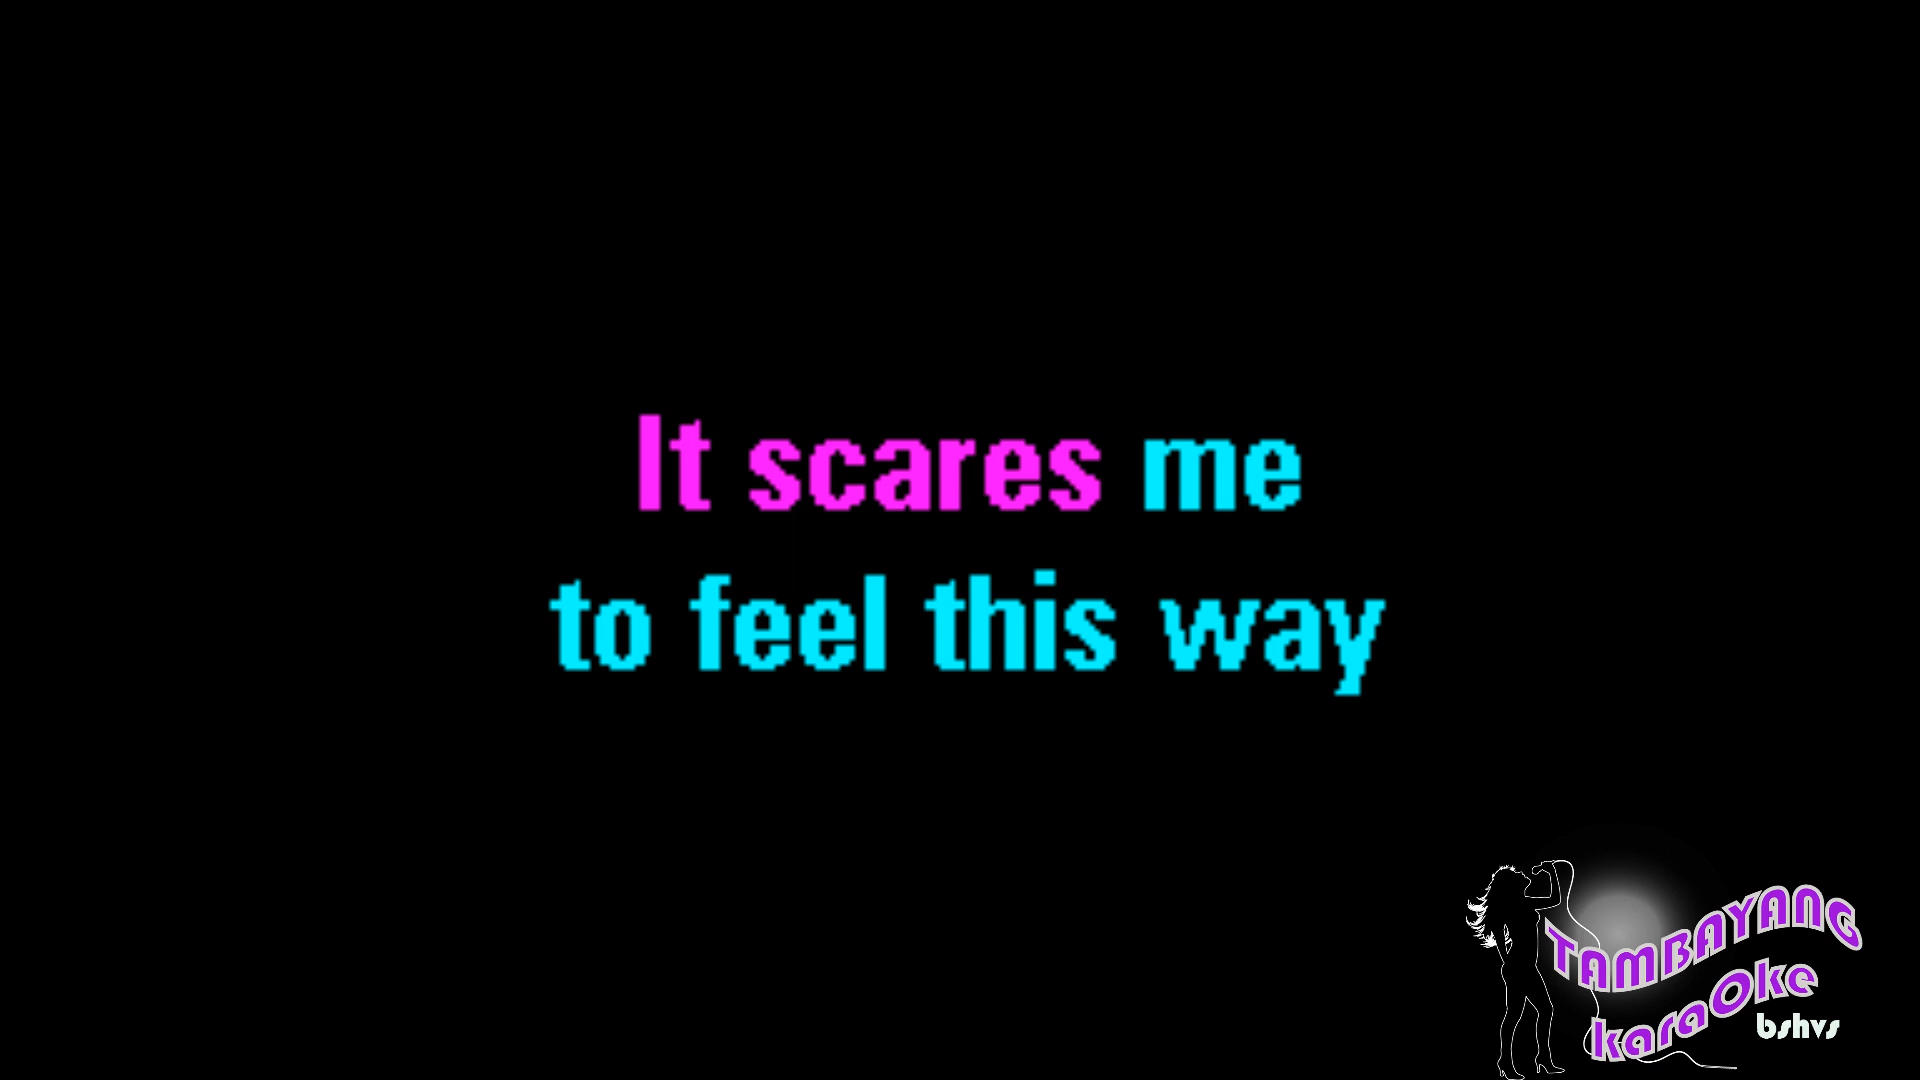 It scares me
to feel this way
TAMBAYANG
karaOke
bshvs